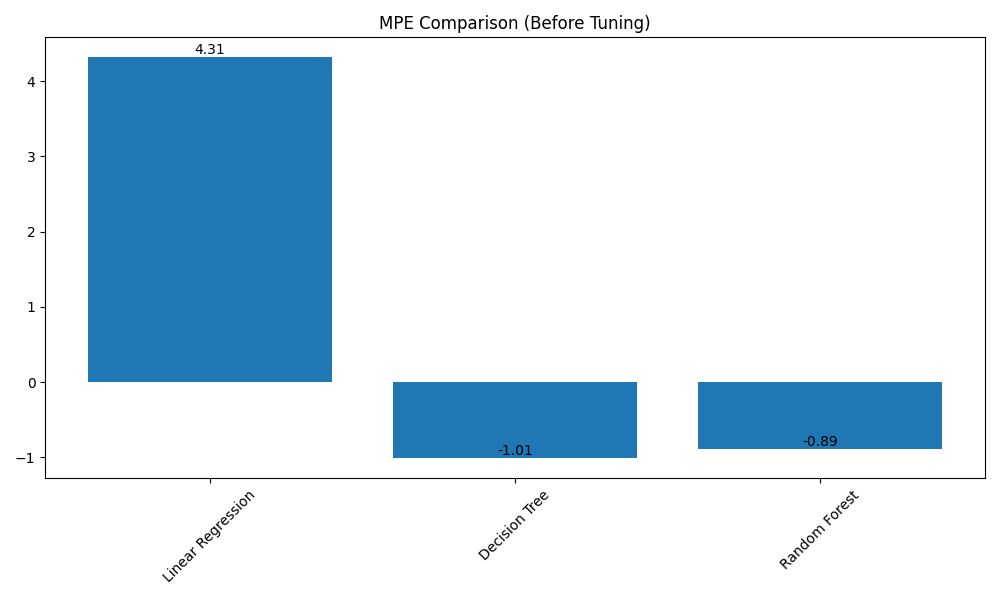 MPE Comparison (Before Tuning)
4.31
4
3
2
1
0
−1
-1.01
-0.89
Linear Regression
Decision Tree
Random Forest